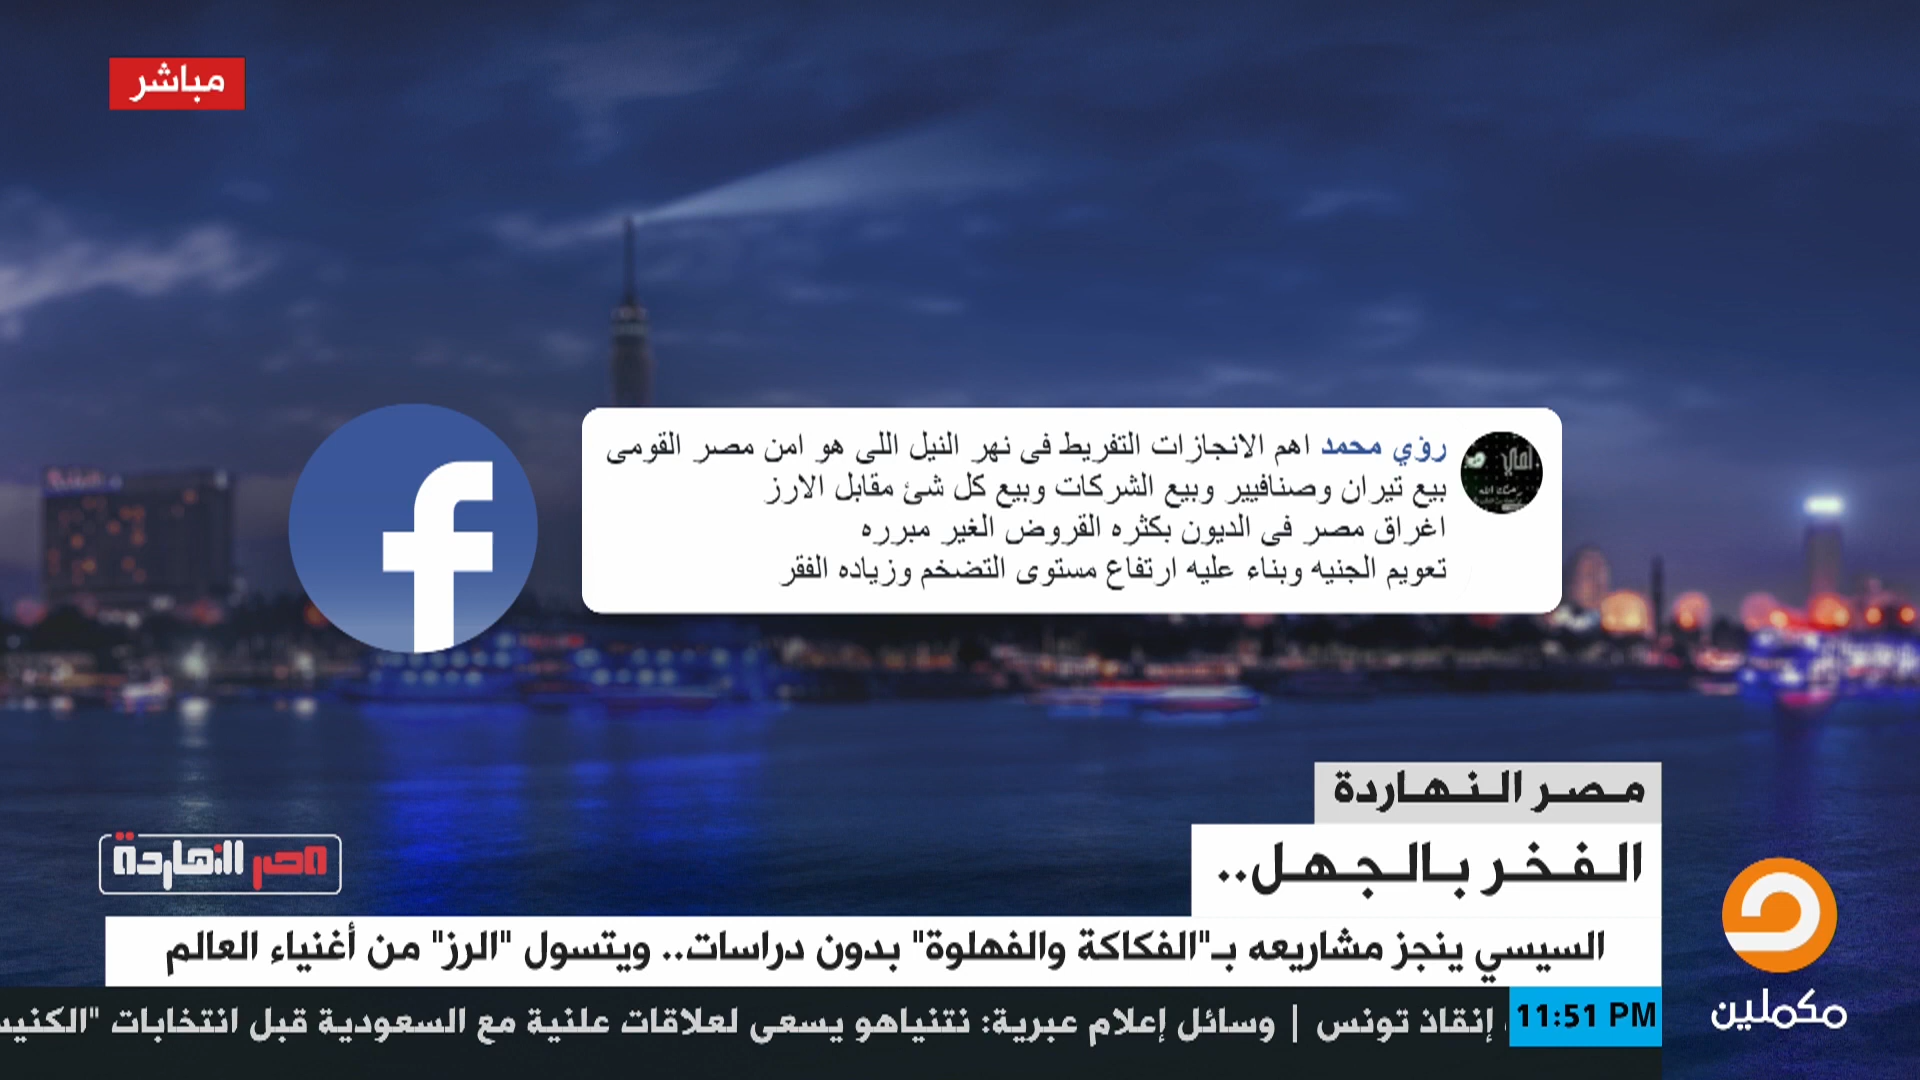 مباشر
رؤي محمد اهم الانجازات التفريط فى نهر النيل اللى هو امن مصر القومى
بيع تيران وصنافيير وبيع الشركات وبيع كل شئ مقابل الارز
اغراق مصر فى الديون بكثره القروض الغير مبرره
تعويم الجنيه وبناء عليه ارتفاع مستوى التضخم وزياده الفقر
مصر النهاردة
الفخر بالجهل..
مصر النهاردة
السيسي ينجز مشاريعه بـ"الفكاكة والفهلوة" بدون دراسات.. ويتسول "الرز" من أغنياء العالم
11:51 PM
إنقاذ تونس | وسائل إعلام عبرية: نتنياهو يسعى لعلاقات علنية مع السعودية قبل انتخابات "الكنيس
مكملين